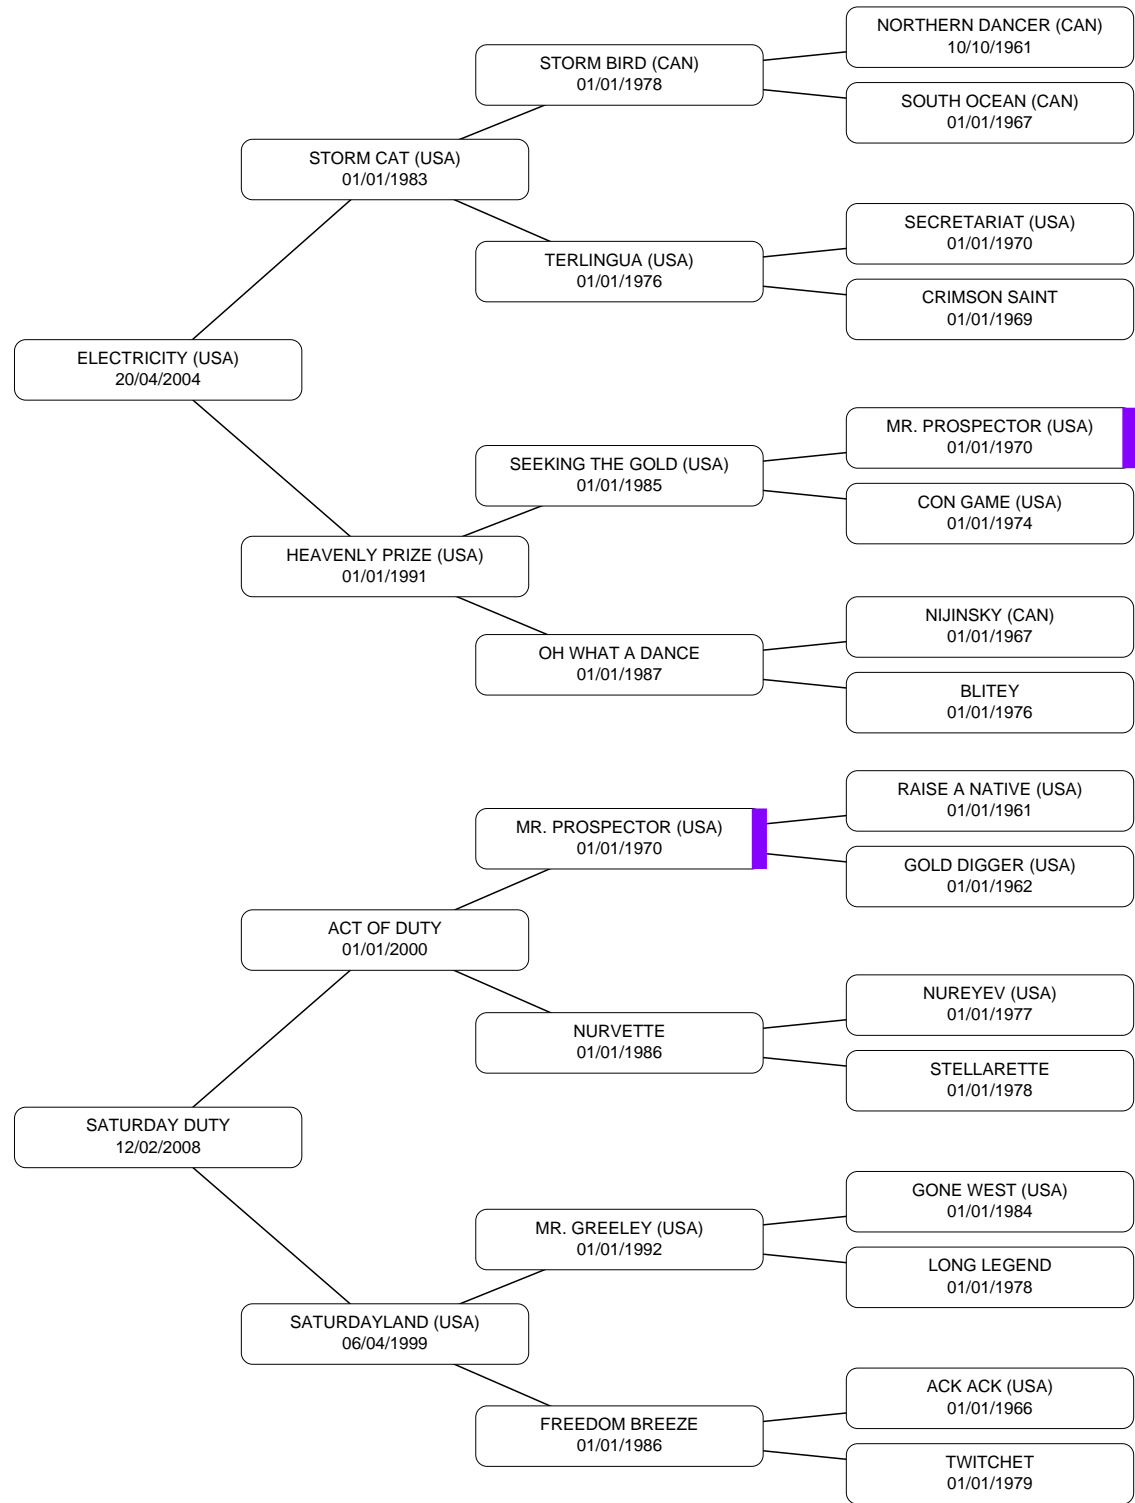 NORTHERN DANCER (CAN)
10/10/1961
STORM BIRD (CAN)
01/01/1978
SOUTH OCEAN (CAN)
01/01/1967
STORM CAT (USA)
01/01/1983
SECRETARIAT (USA)
01/01/1970
TERLINGUA (USA)
01/01/1976
CRIMSON SAINT
01/01/1969
ELECTRICITY (USA)
20/04/2004
MR. PROSPECTOR (USA)
01/01/1970
SEEKING THE GOLD (USA)
01/01/1985
CON GAME (USA)
01/01/1974
HEAVENLY PRIZE (USA)
01/01/1991
NIJINSKY (CAN)
01/01/1967
OH WHAT A DANCE
01/01/1987
BLITEY
01/01/1976
RAISE A NATIVE (USA)
01/01/1961
MR. PROSPECTOR (USA)
01/01/1970
GOLD DIGGER (USA)
01/01/1962
ACT OF DUTY
01/01/2000
NUREYEV (USA)
01/01/1977
NURVETTE
01/01/1986
STELLARETTE
01/01/1978
SATURDAY DUTY
12/02/2008
GONE WEST (USA)
01/01/1984
MR. GREELEY (USA)
01/01/1992
LONG LEGEND
01/01/1978
SATURDAYLAND (USA)
06/04/1999
ACK ACK (USA)
01/01/1966
FREEDOM BREEZE
01/01/1986
TWITCHET
01/01/1979